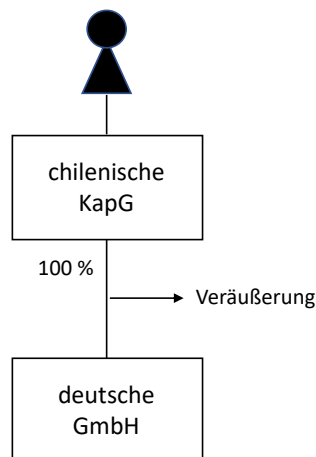 chilenische
KapG
100 %
Veräußerung
deutsche
GmbH